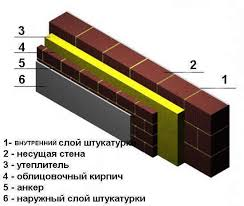 3
4
5
6
2
1
1- внутренний слой штукатурки
2 - несущая стена
3 - утеплитель
4 - облицовочный кирпич
5 - анкер
6 - наружный слой штукатурки